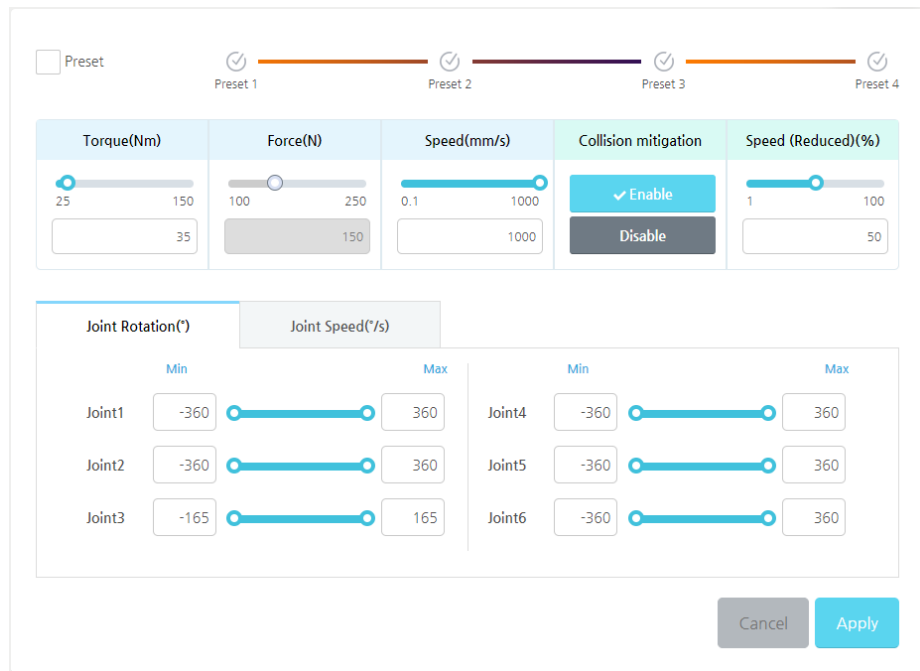 Preset
Preset 1 Preset 2 Preset 3 Preset 4
Torque(Nm) Force(N) Speed(mm/s) Collision mitigation Speed (Reduced)(%)
Enable
25 150 100 250 0.1 1000 1 100
35 150 1000 Disable 50
Joint Rotation(°) Joint Speed(°/s)
Min Max Min Max
Joint1 -360 360 Joint4 -360 360
Joint2 -360 360 Joint5 -360 360
Joint3 -165 165 Joint6 -360 360
Cancel Apply